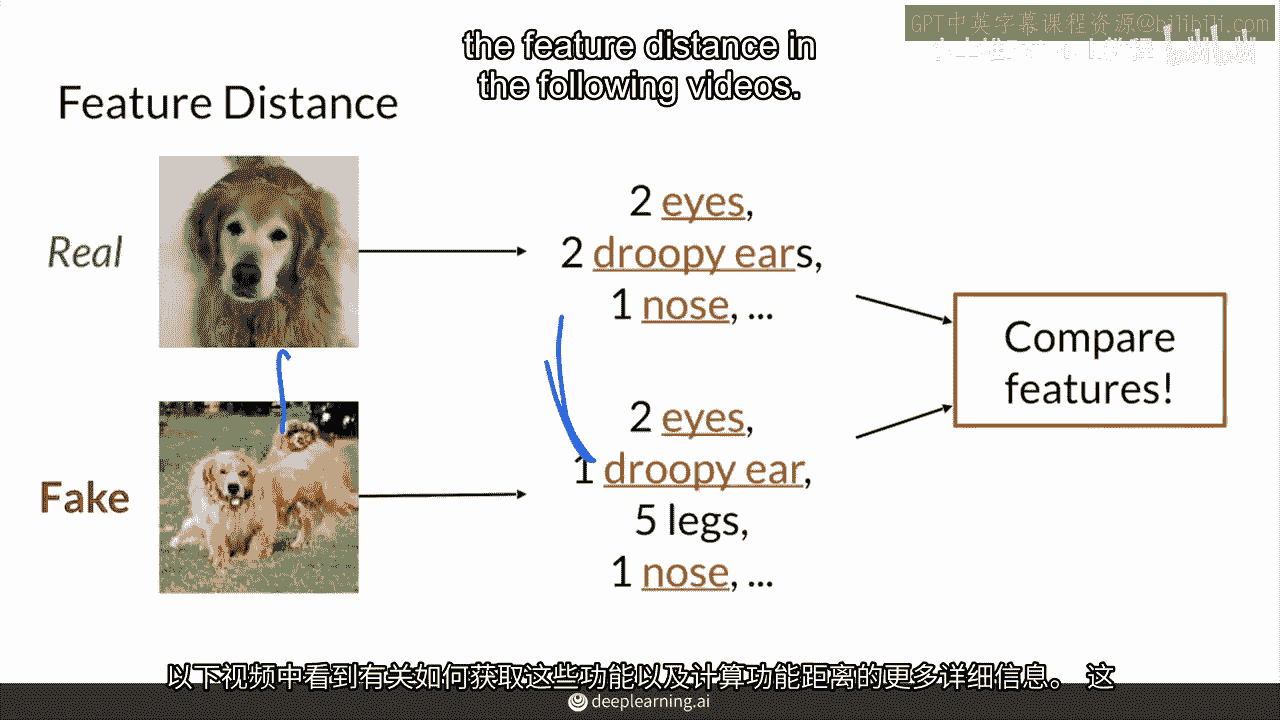 GPT中英字幕课程资源@bilibili.com
the feature distance in
the following videos.
Feature Distance
Real
2 eyes,
2 droopy ears,
1 nose, ...
Compare
features!
Fake
2 eyes,
1 droopy ear,
5 legs,
1 nose, ...
以下视频中看到有关如何获取这些功能以及计算功能距离的更多详细信息。 这
deeplearning.ai